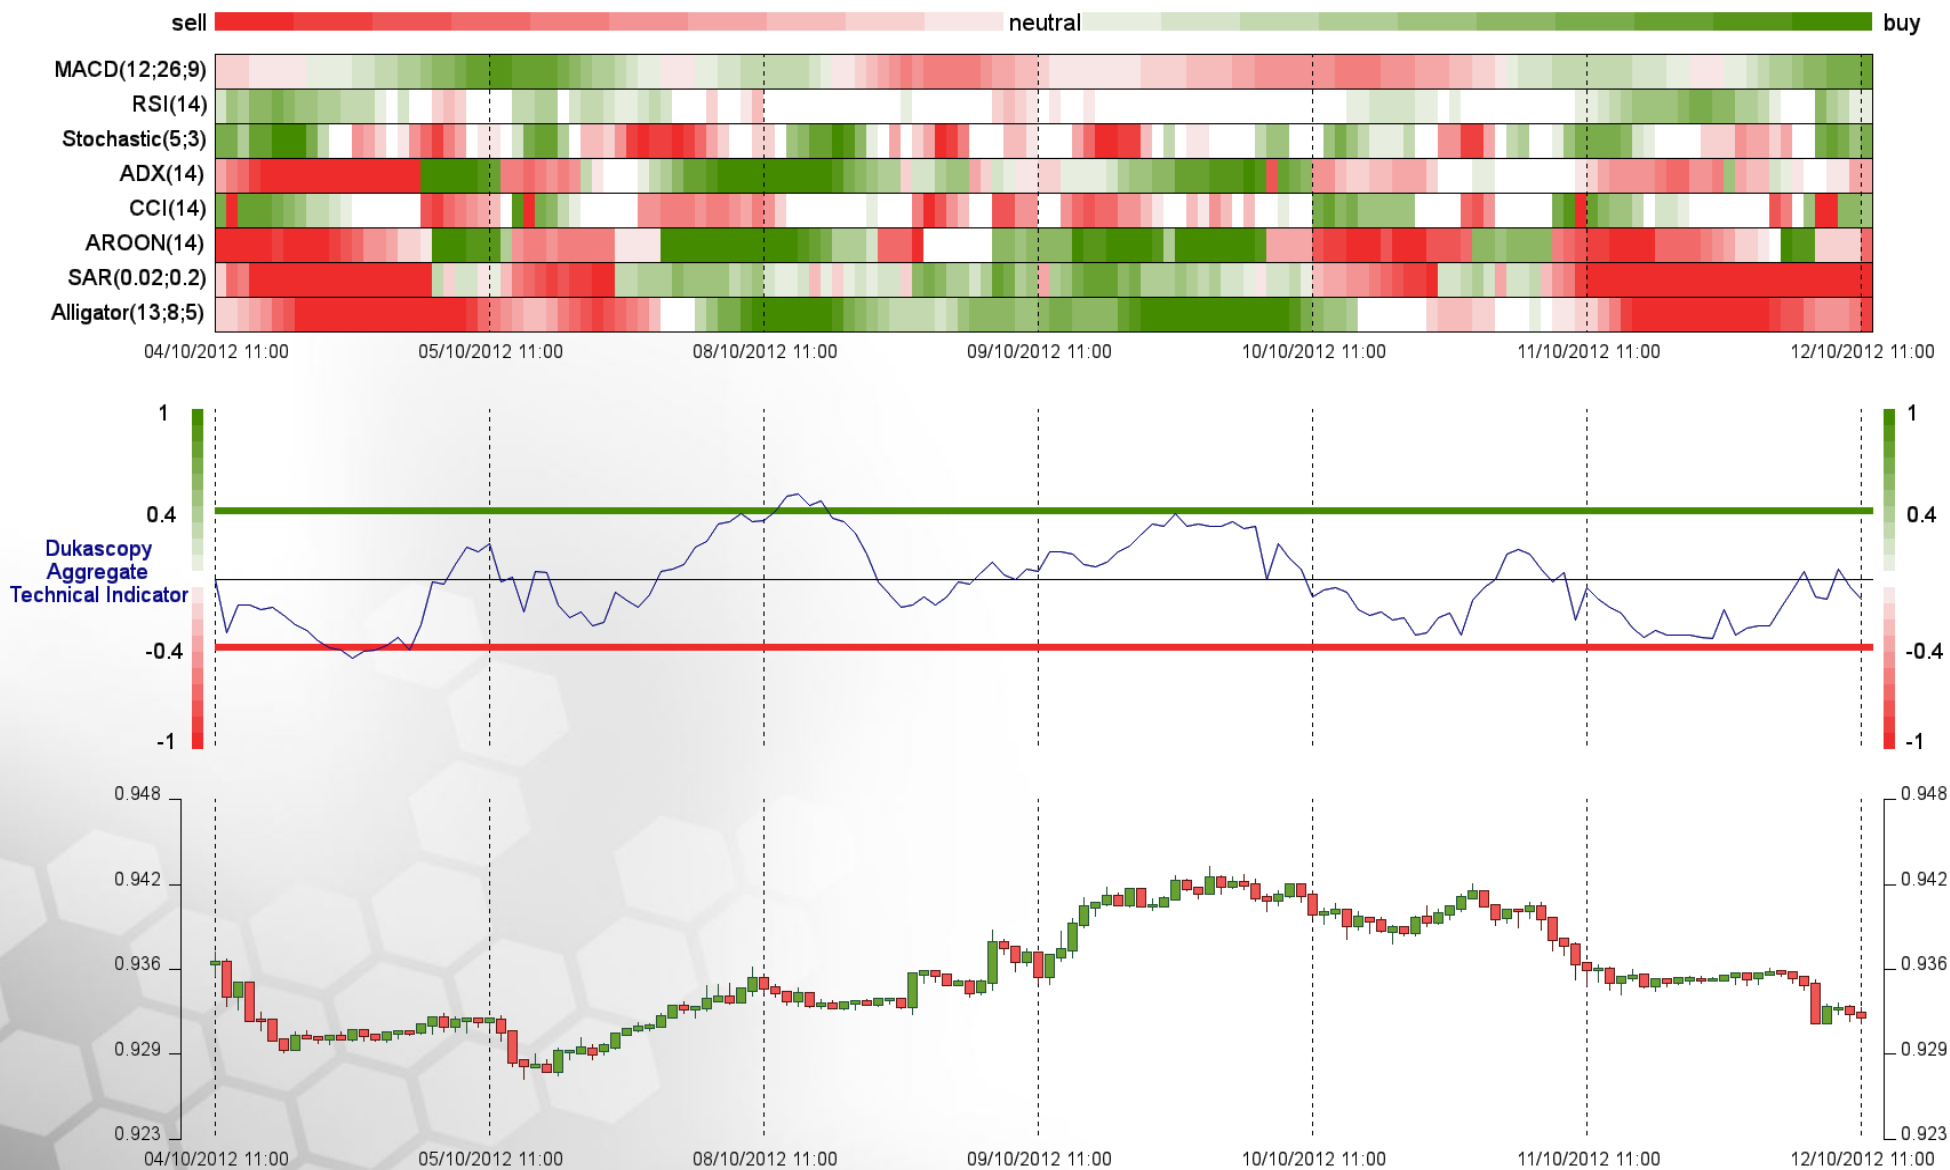 sell neutral buy
MACD(12;26;9)
RSI(14)
Stochastic(5;3)
ADX(14)
CCI(14)
AROON(14)
SAR(0.02;0.2)
Alligator(13;8;5)
04/10/2012 11:00 05/10/2012 11:00 08/10/2012 11:00 09/10/2012 11:00 10/10/2012 11:00 11/10/2012 11:00 12/10/2012 11:00
1 1
0.4 0.4
Dukascopy
Aggregate
Technical Indicator
-0.4 -0.4
-1 -1
0.948 0.948
0.942 0.942
0.936 0.936
0.929 0.929
0.923 0.923
04/10/2012 11:00 05/10/2012 11:00 08/10/2012 11:00 09/10/2012 11:00 10/10/2012 11:00 11/10/2012 11:00 12/10/2012 11:00